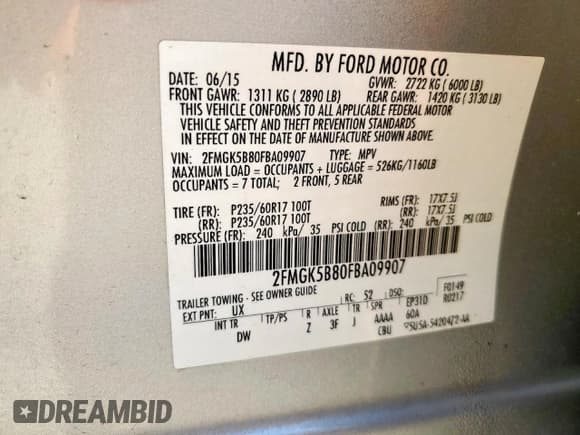 MFD. BY FORD MOTOR CO.
DATE: 06/15 GVWR: 2722 KG ( 6000 LB)
FRONT GAWR: 1311 KG ( 2890 LB) REAR GAWR: 1420 KG ( 3130 LB)
THIS VEHICLE CONFORMS TO ALL APPLICABLE FEDERAL MOTOR
VEHICLE SAFETY AND THEFT PREVENTION STANDARDS
IN EFFECT ON THE DATE OF MANUFACTURE SHOWN ABOVE.
VIN: 2FMGK5B80FBA09907 TYPE: MPV
MAXIMUM LOAD = OCCUPANTS + LUGGAGE = 526KG/1160LB
OCCUPANTS = 7 TOTAL; 2 FRONT, 5 REAR
TIRE (FR): P235/60R17 100T RIMS (FR): 17X7.5J
(RR): P235/60R17 100T (RR): 17X7.5J
PRESSURE (FR): 240 kPa/ 35 PSI COLD (RR): 240 kPa/ 35 PSI COLD
2FMGK5B80FBA09907
TRAILER TOWING - SEE OWNER GUIDE
F0149
R0217
EXT PNT: UX RC: 52 DSO:
INT TR TP/PS R AXLE TR SPR EP31D
DW Z 3F J AAAA 60A
CBU 5U5A-5420472-AA
DREAMBID